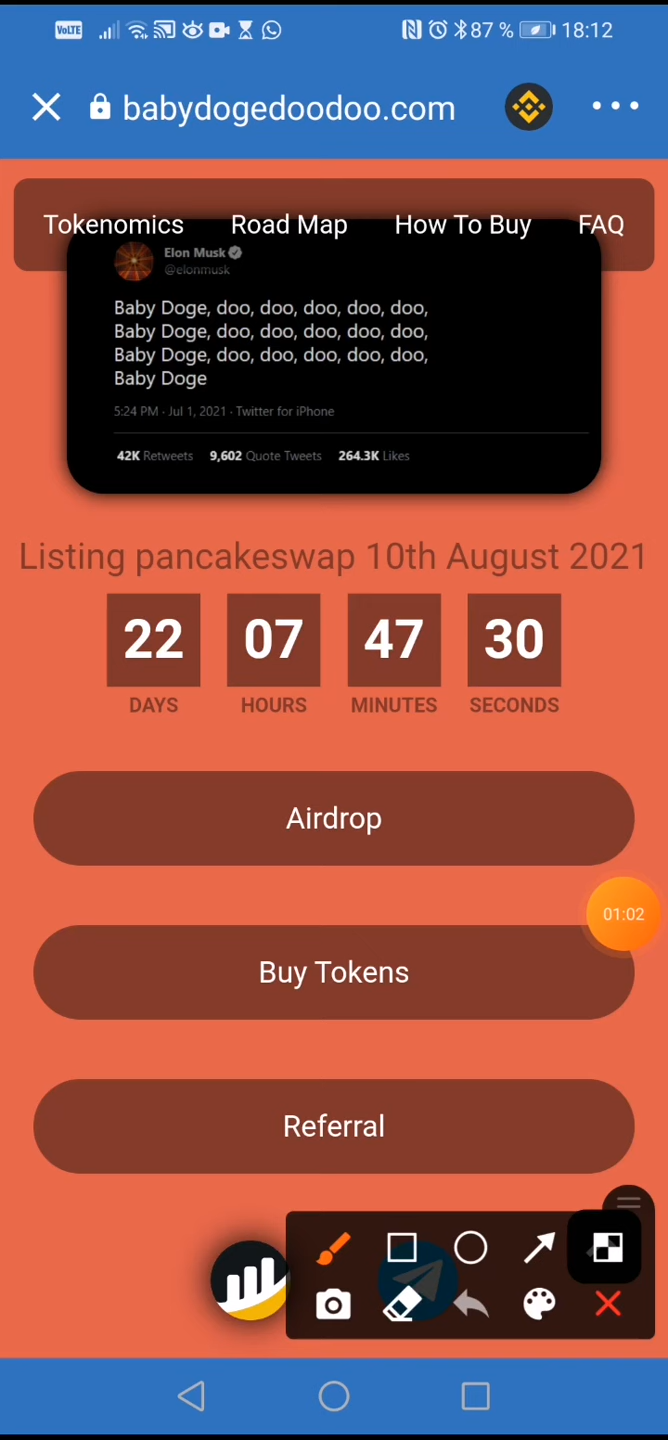 VoLTE
87 %
18:12
babydogedoodoo.com
Tokenomics Road Map How To Buy FAQ
Elon Musk
@elonmusk
Baby Doge, doo, doo, doo, doo, doo,
Baby Doge, doo, doo, doo, doo, doo,
Baby Doge, doo, doo, doo, doo, doo,
Baby Doge
5:24 PM · Jul 1, 2021 · Twitter for iPhone
42K Retweets 9,602 Quote Tweets 264.3K Likes
Listing pancakeswap 10th August 2021
22 07 47 30
DAYS HOURS MINUTES SECONDS
Airdrop
01:02
Buy Tokens
Referral